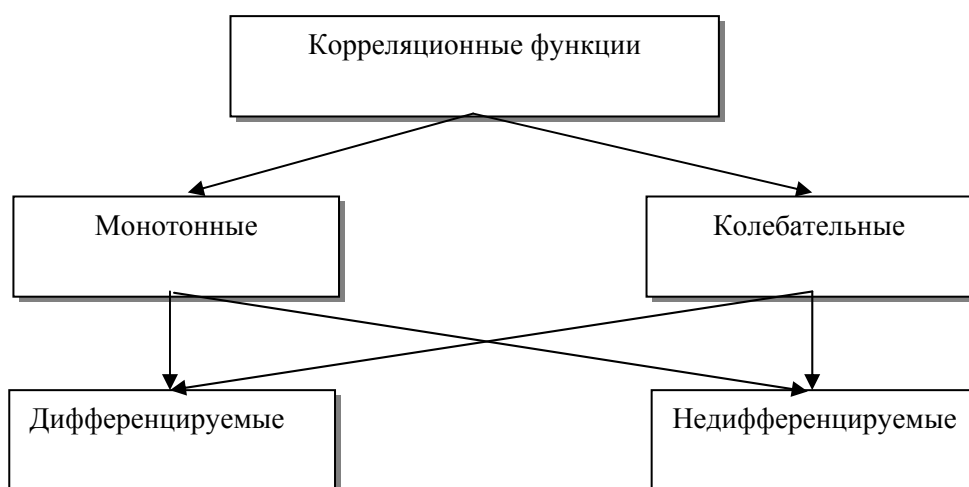 Корреляционные функции
Монотонные
Колебательные
Дифференцируемые
Недифференцируемые